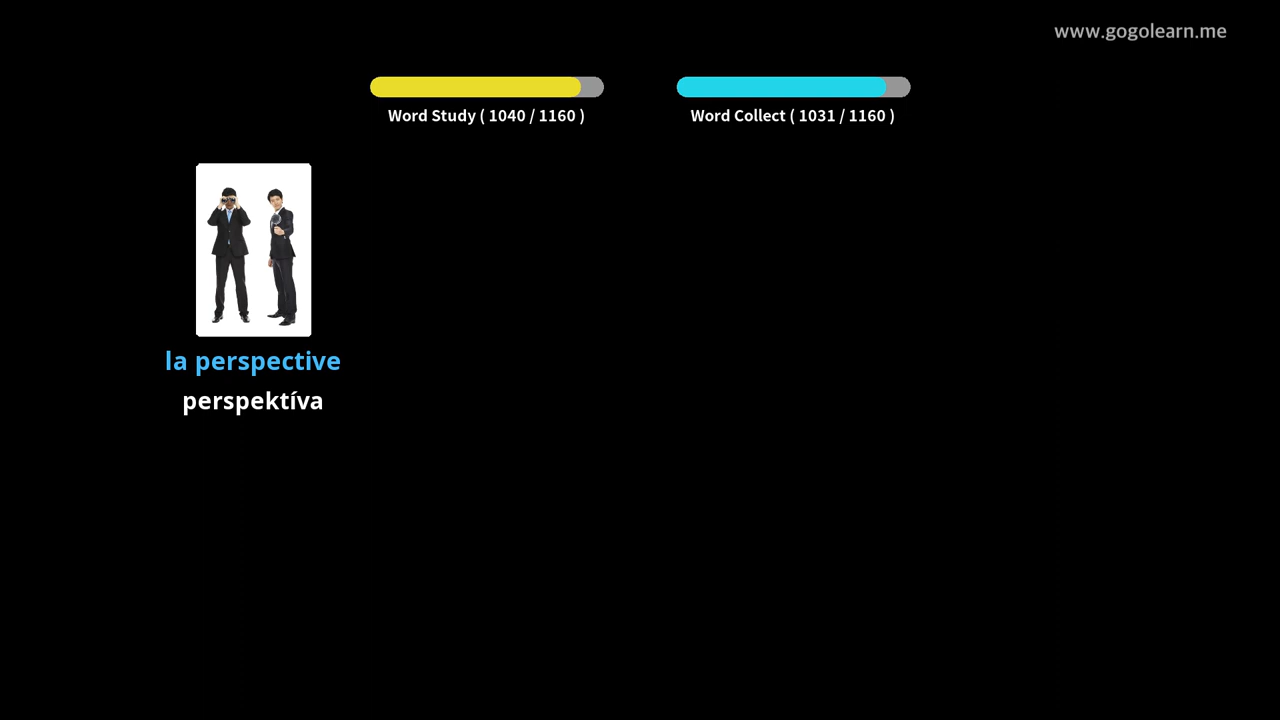 www.gogolearn.me
Word Study ( 1040 / 1160 )
Word Collect ( 1031 / 1160 )
la perspective
perspektíva